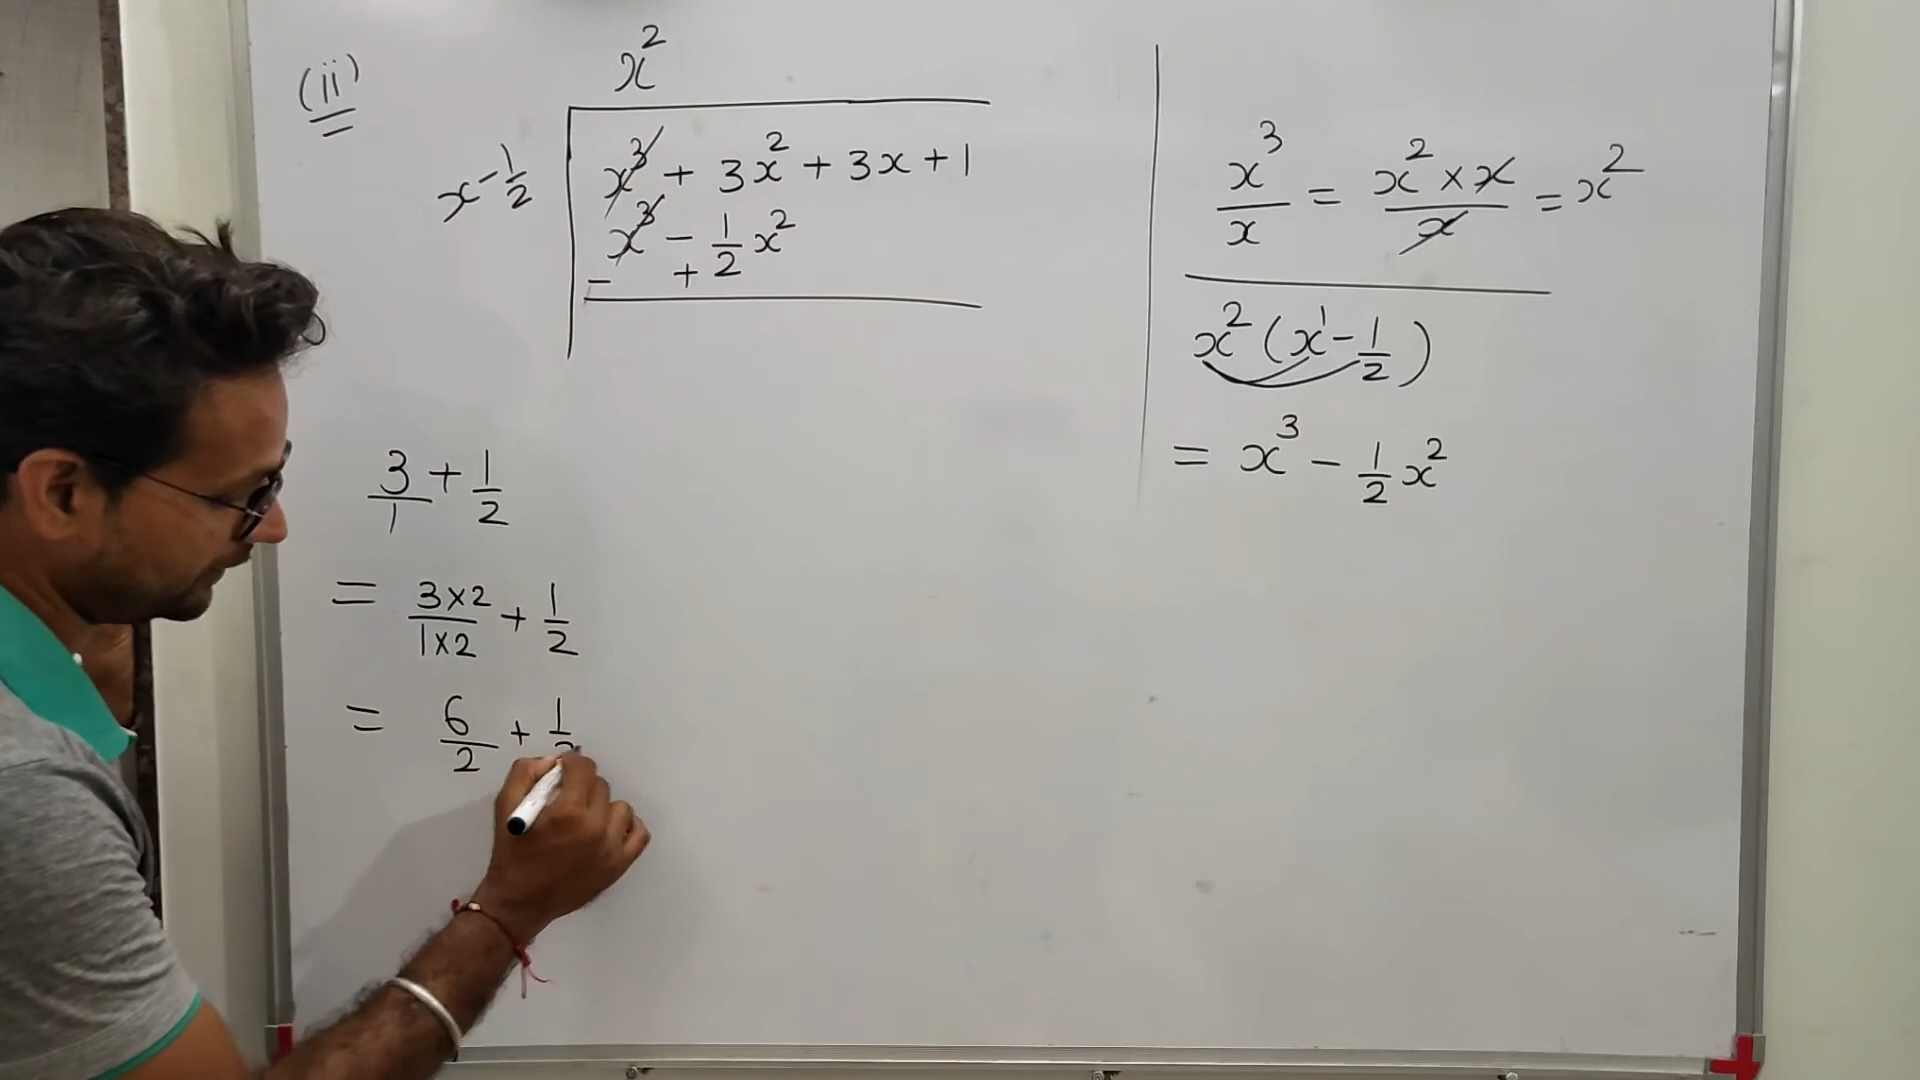 (ii)
x²
x - 1/2 | x³ + 3x² + 3x + 1
x³ - 1/2 x²
- +
3/1 + 1/2
= 3×2/1×2 + 1/2
= 6/2 + 1/2
x³/x = x² × x/x = x²
x² (x¹ - 1/2)
= x³ - 1/2 x²